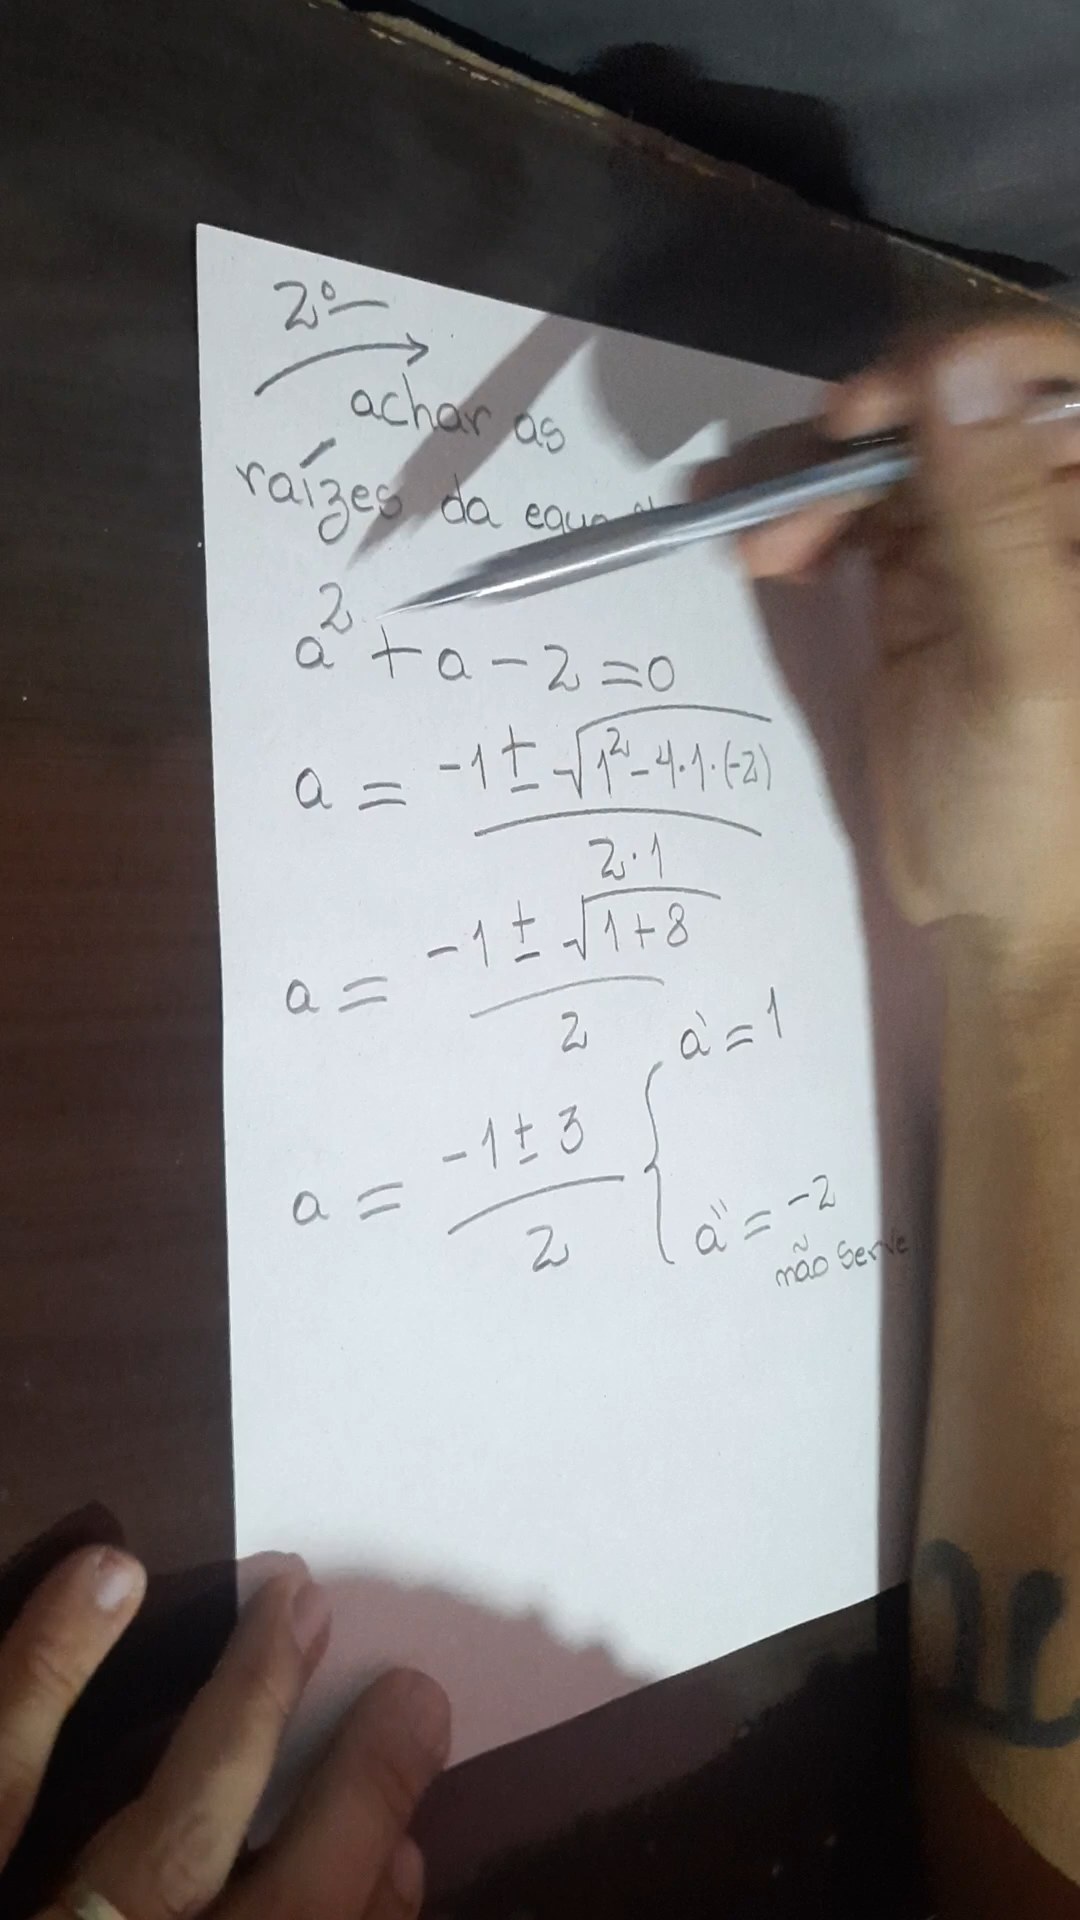 2º
achar as
raízes da
a² + a - 2 = 0
a = -1 ± √1² - 4·1·(-2) / 2·1
a = -1 ± √1+8 / 2
a = -1 ± 3 / 2 { a' = 1
a'' = -2
não serve